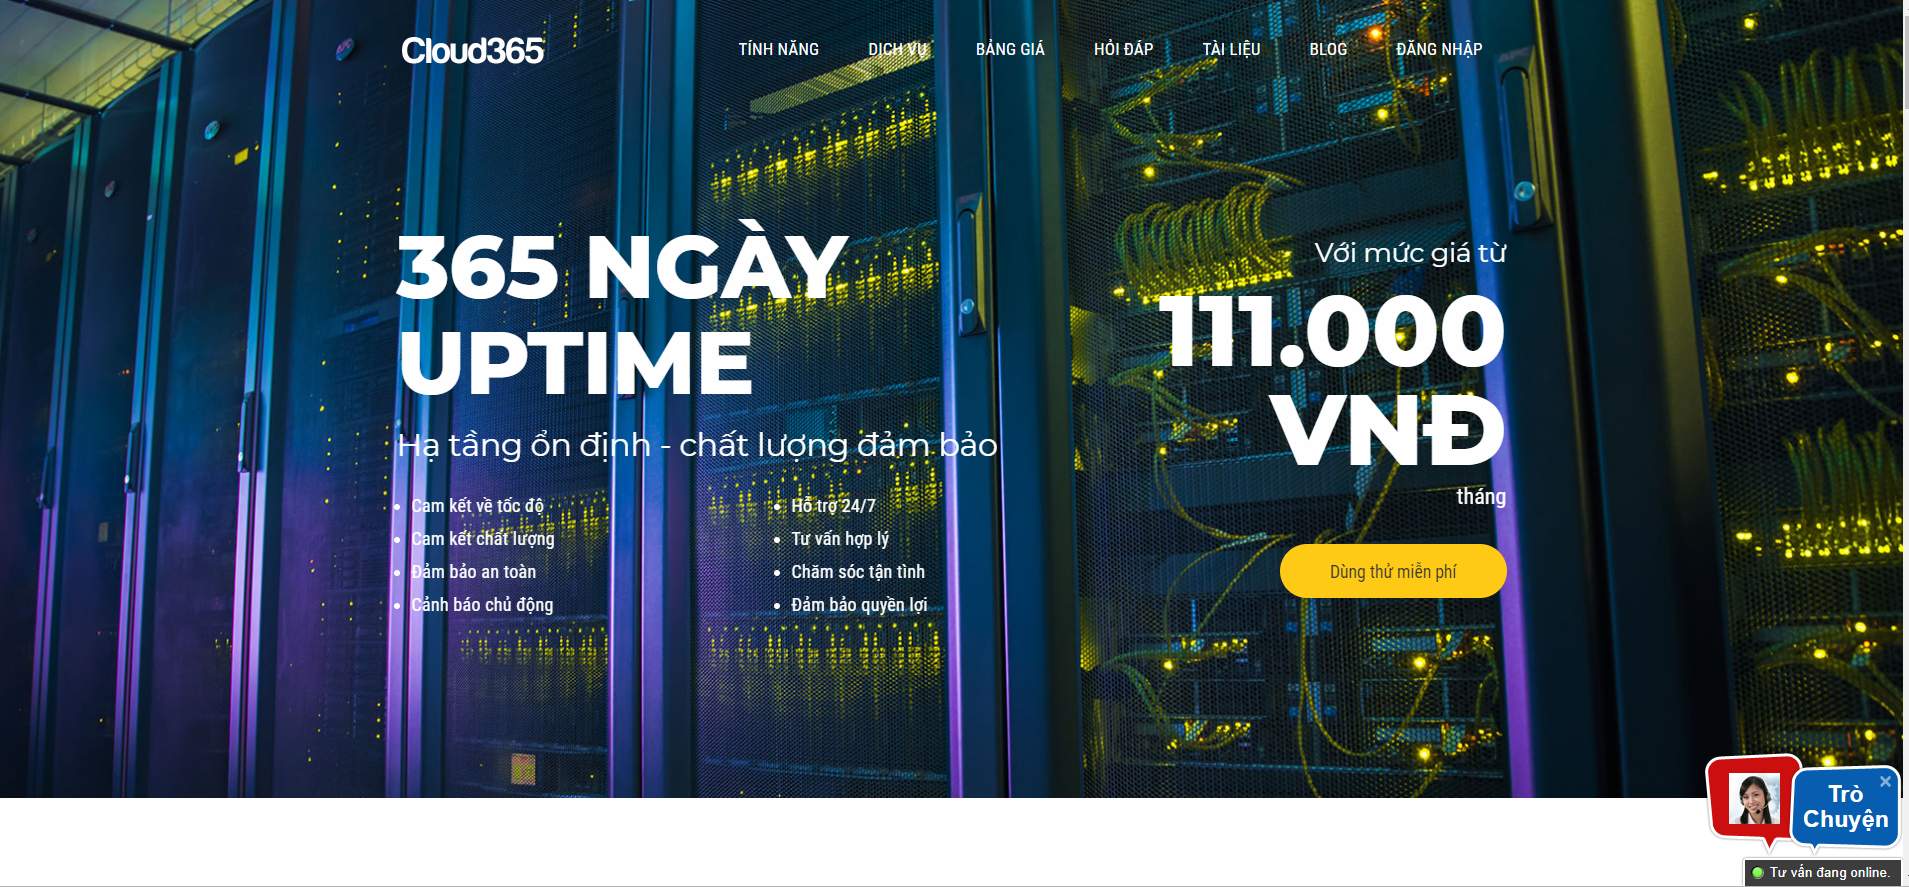 Cloud365
TÍNH NĂNG
DỊCH VỤ
BẢNG GIÁ
HỎI ĐÁP
TÀI LIỆU
BLOG
ĐĂNG NHẬP
365 NGÀY
UPTIME
Hạ tầng ổn định - chất lượng đảm bảo
Cam kết về tốc độ
Cam kết chất lượng
Đảm bảo an toàn
Cảnh báo chủ động
Hỗ trợ 24/7
Tư vấn hợp lý
Chăm sóc tận tình
Đảm bảo quyền lợi
Với mức giá từ
111.000
VNĐ
tháng
Dùng thử miễn phí
Trò
Chuyện
Tư vấn đang online.